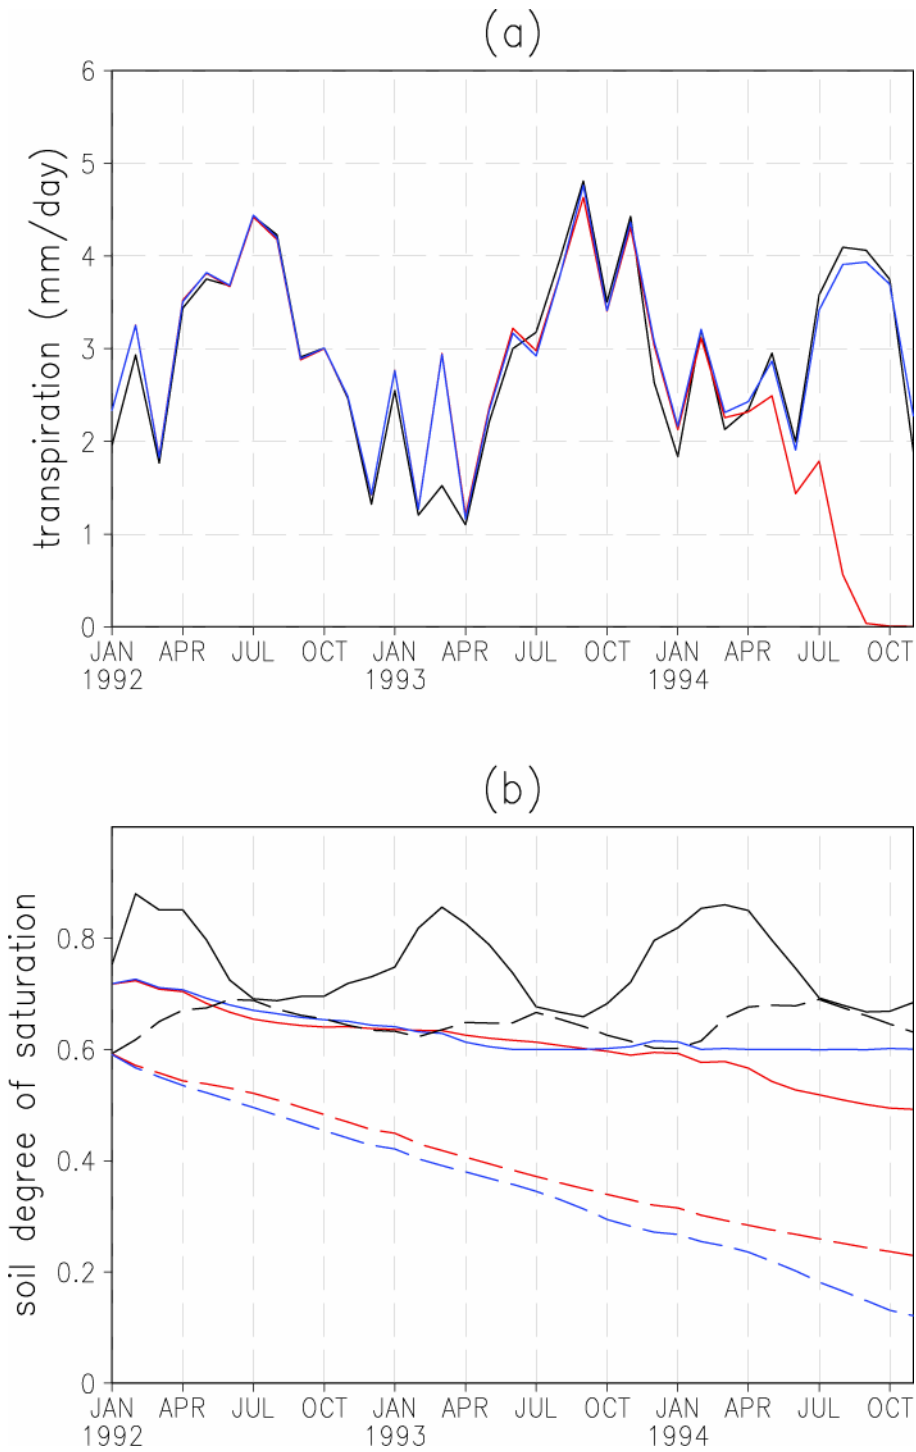 (a)
transpiration (mm/day)
6
5
4
3
2
1
0
JAN APR JUL OCT JAN APR JUL OCT JAN APR JUL OCT
1992 1993 1994
(b)
soil degree of saturation
0.8
0.6
0.4
0.2
0
JAN APR JUL OCT JAN APR JUL OCT JAN APR JUL OCT
1992 1993 1994